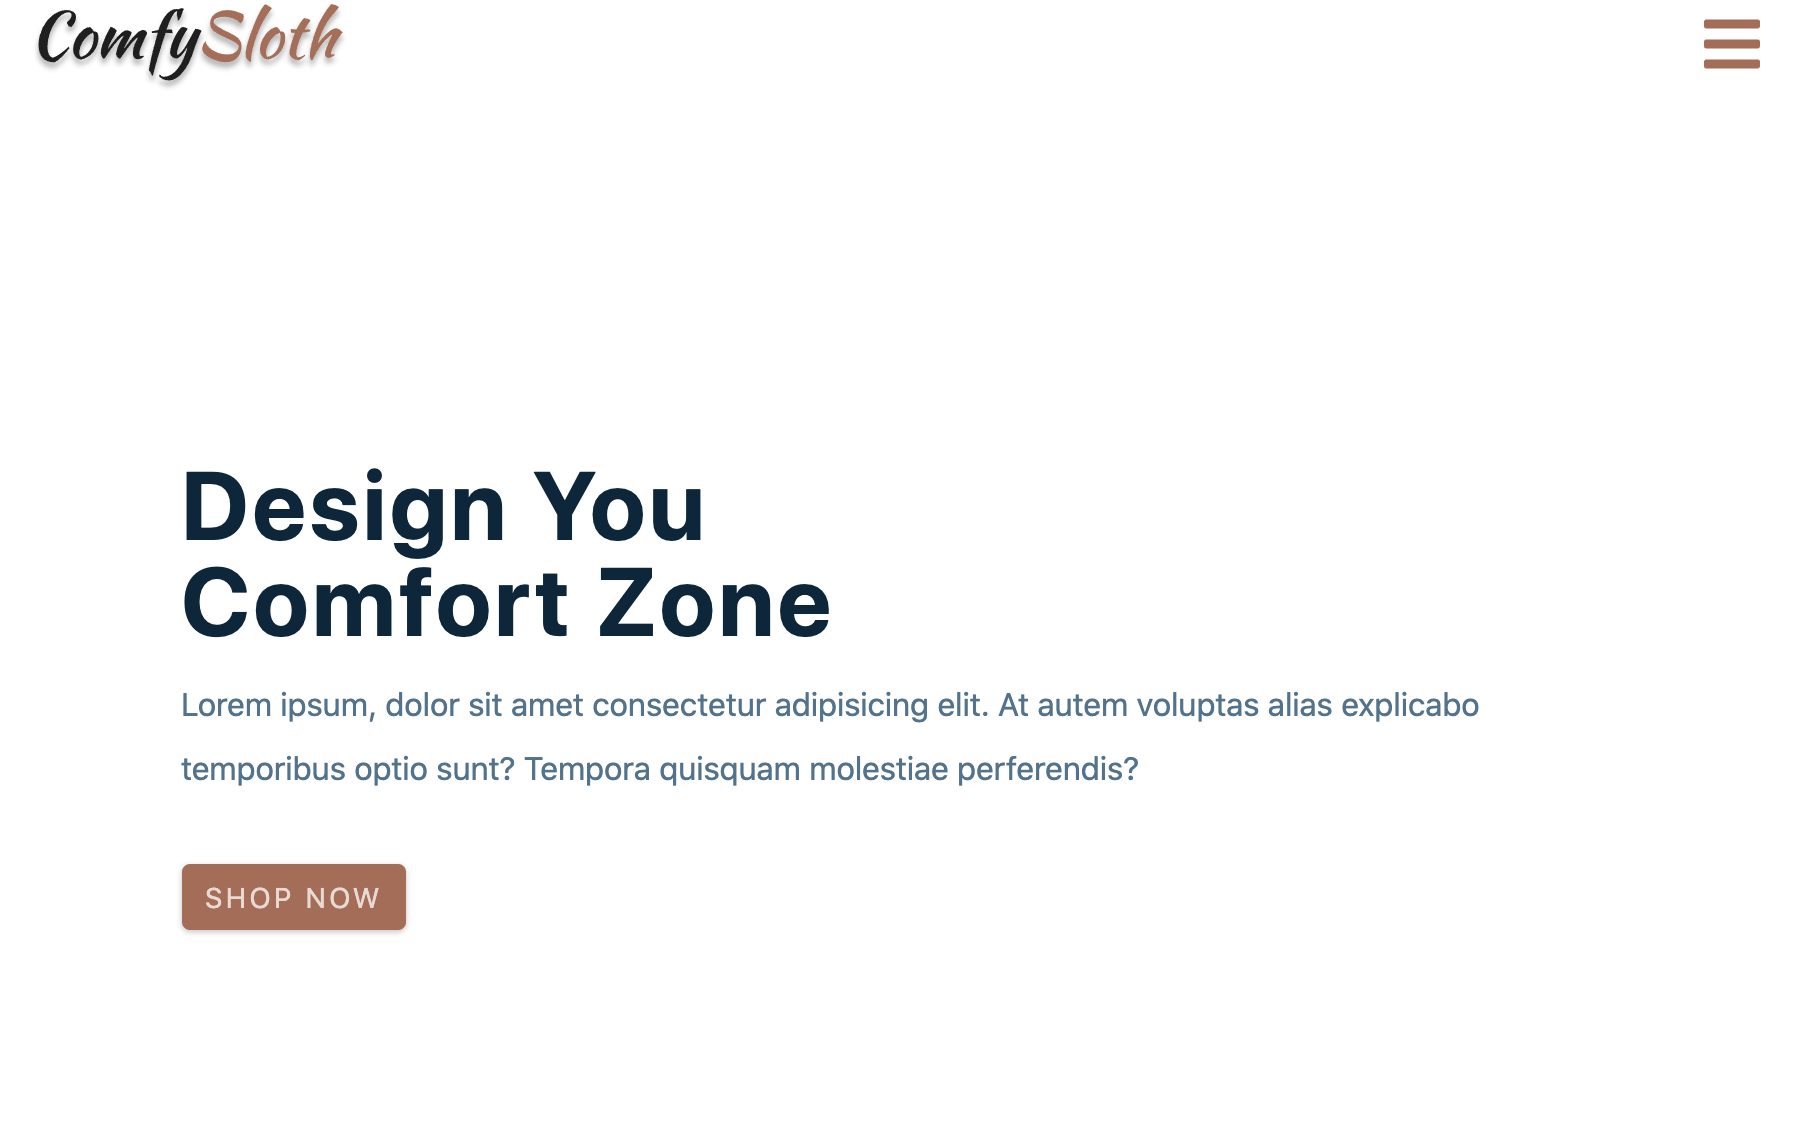 ComfySloth
Design You
Comfort Zone
Lorem ipsum, dolor sit amet consectetur adipisicing elit. At autem voluptas alias explicabo
temporibus optio sunt? Tempora quisquam molestiae perferendis?
SHOP NOW